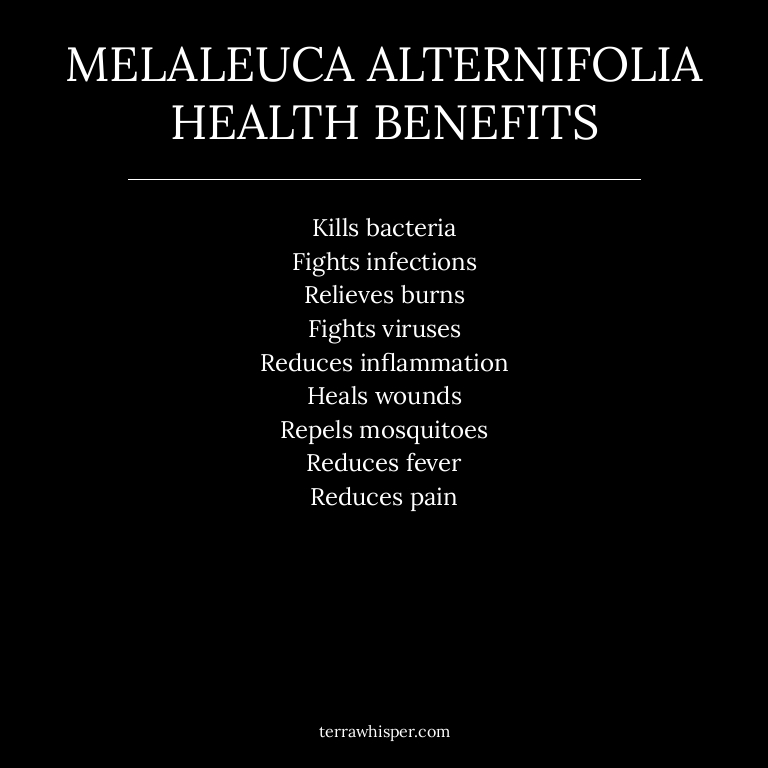 MELALEUCA ALTERNIFOLIA
HEALTH BENEFITS
Kills bacteria
Fights infections
Relieves burns
Fights viruses
Reduces inflammation
Heals wounds
Repels mosquitoes
Reduces fever
Reduces pain
terrawhisper.com